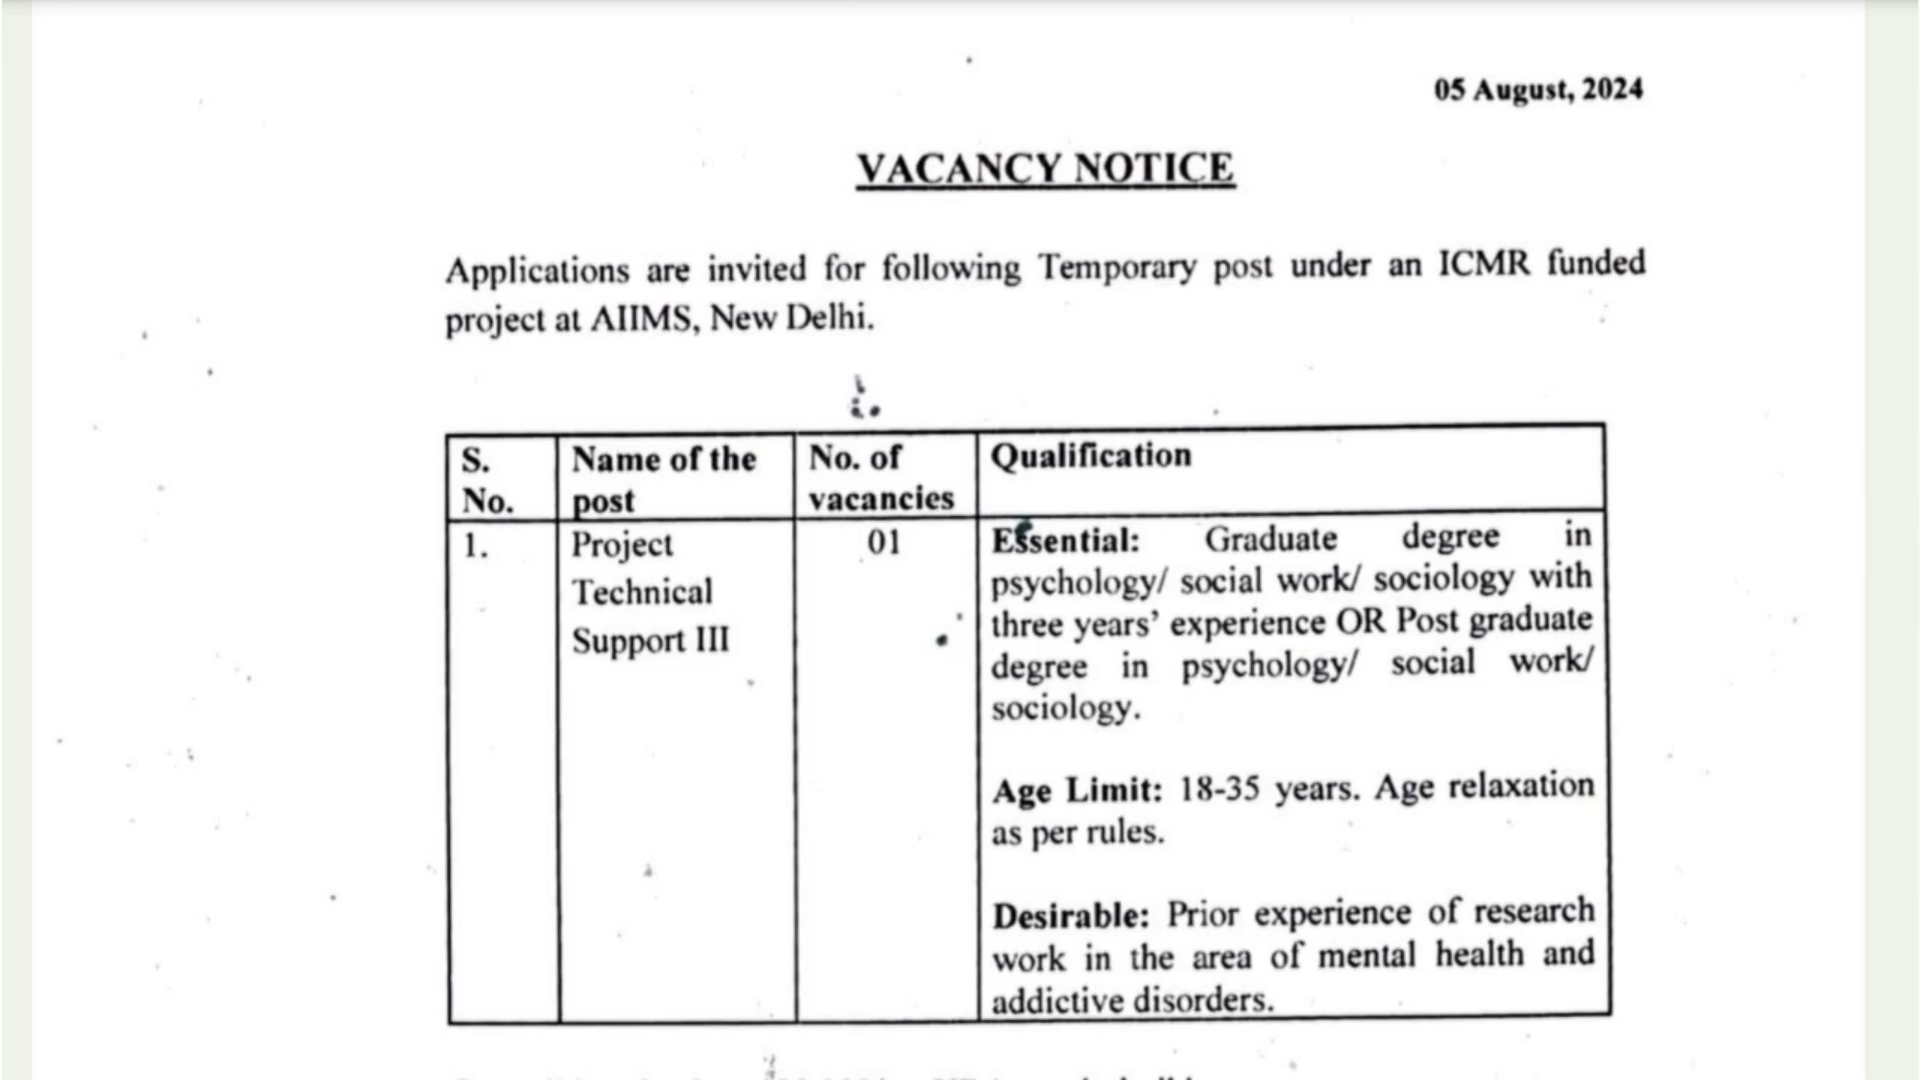 05 August, 2024
VACANCY NOTICE
Applications are invited for following Temporary post under an ICMR funded
project at AIIMS, New Delhi.
S.
No.
Name of the
post
No. of
vacancies
Qualification
1.
Project
Technical
Support III
01
Essential: Graduate degree in
psychology/ social work/ sociology with
three years' experience OR Post graduate
degree in psychology/ social work/
sociology.
Age Limit: 18-35 years. Age relaxation
as per rules.
Desirable: Prior experience of research
work in the area of mental health and
addictive disorders.